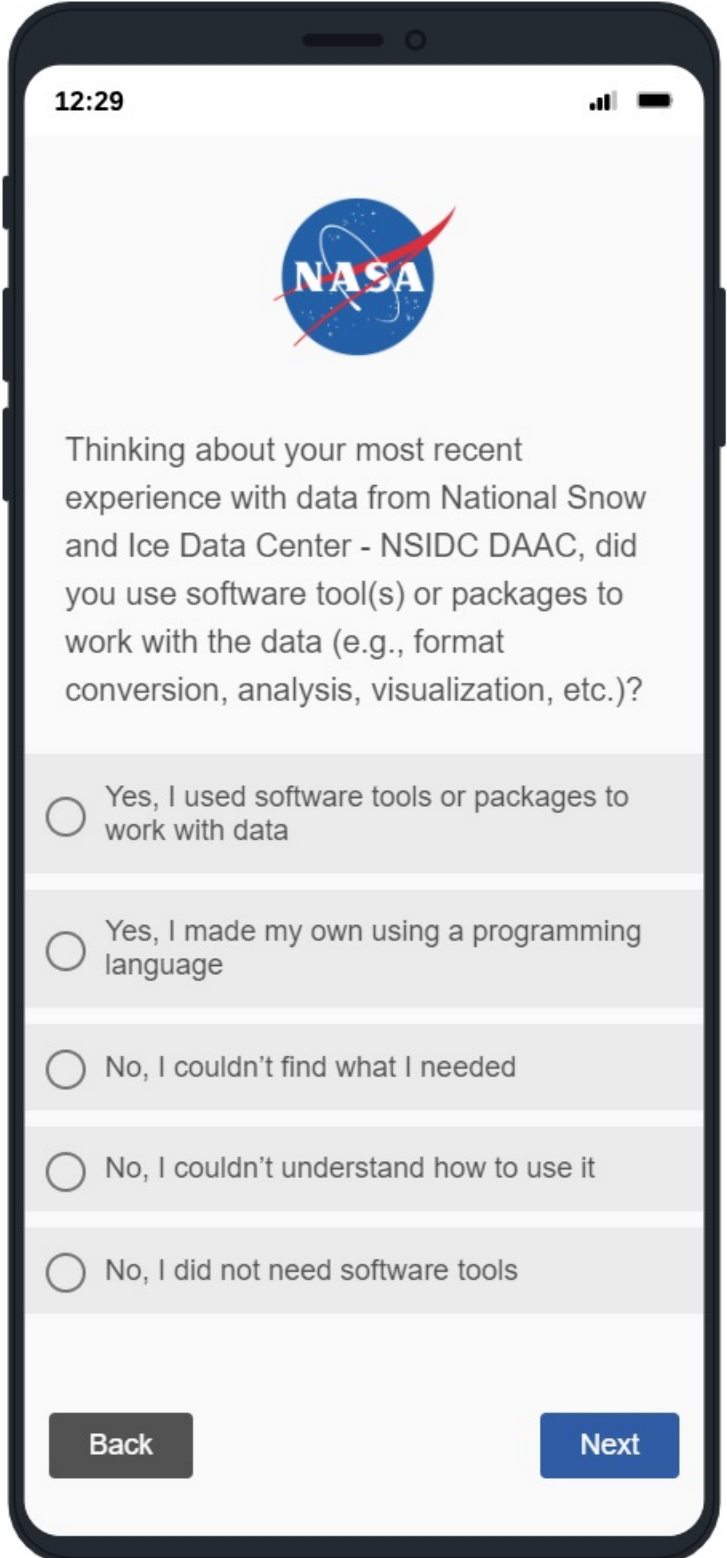 12:29
NASA
Thinking about your most recent
experience with data from National Snow
and Ice Data Center - NSIDC DAAC, did
you use software tool(s) or packages to
work with the data (e.g., format
conversion, analysis, visualization, etc.)?
Yes, I used software tools or packages to
work with data
Yes, I made my own using a programming
language
No, I couldn’t find what I needed
No, I couldn’t understand how to use it
No, I did not need software tools
Back
Next